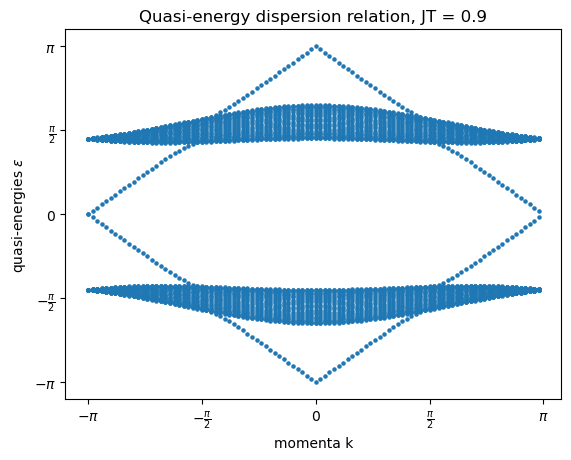 Quasi-energy dispersion relation, JT = 0.9
π
π/2
0
−π/2
−π
quasi-energies ε
−π
−π/2
0
π/2
π
momenta k